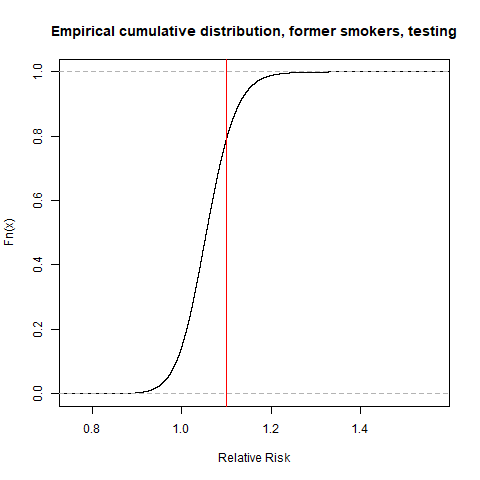 Empirical cumulative distribution, former smokers, testing
Fn(x)
1.0
0.8
0.6
0.4
0.2
0.0
0.8 1.0 1.2 1.4
Relative Risk